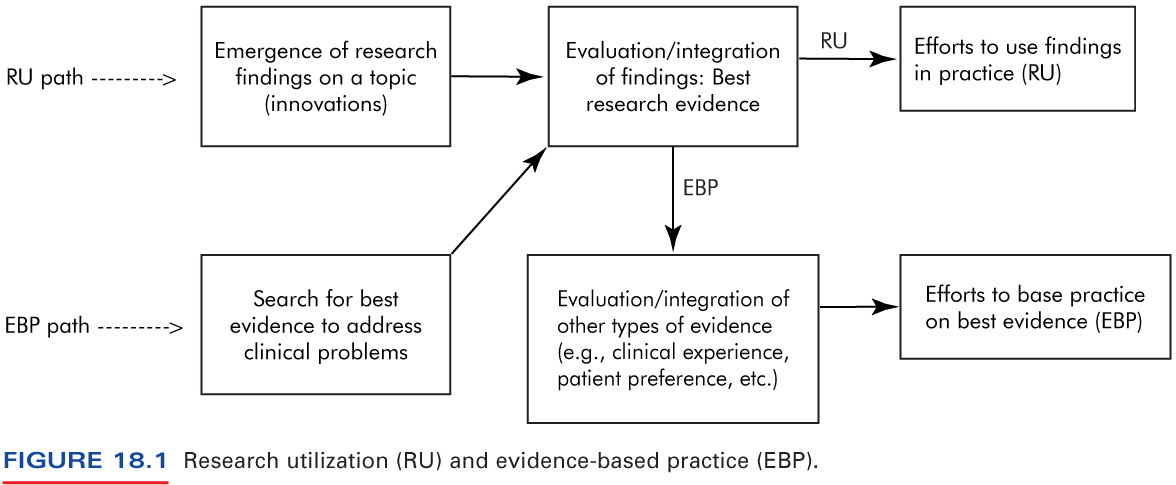 RU path
Emergence of research
findings on a topic
(innovations)
Evaluation/integration
of findings: Best
research evidence
RU
Efforts to use findings
in practice (RU)
EBP
EBP path
Search for best
evidence to address
clinical problems
Evaluation/integration of
other types of evidence
(e.g., clinical experience,
patient preference, etc.)
Efforts to base practice
on best evidence (EBP)
FIGURE 18.1 Research utilization (RU) and evidence-based practice (EBP).